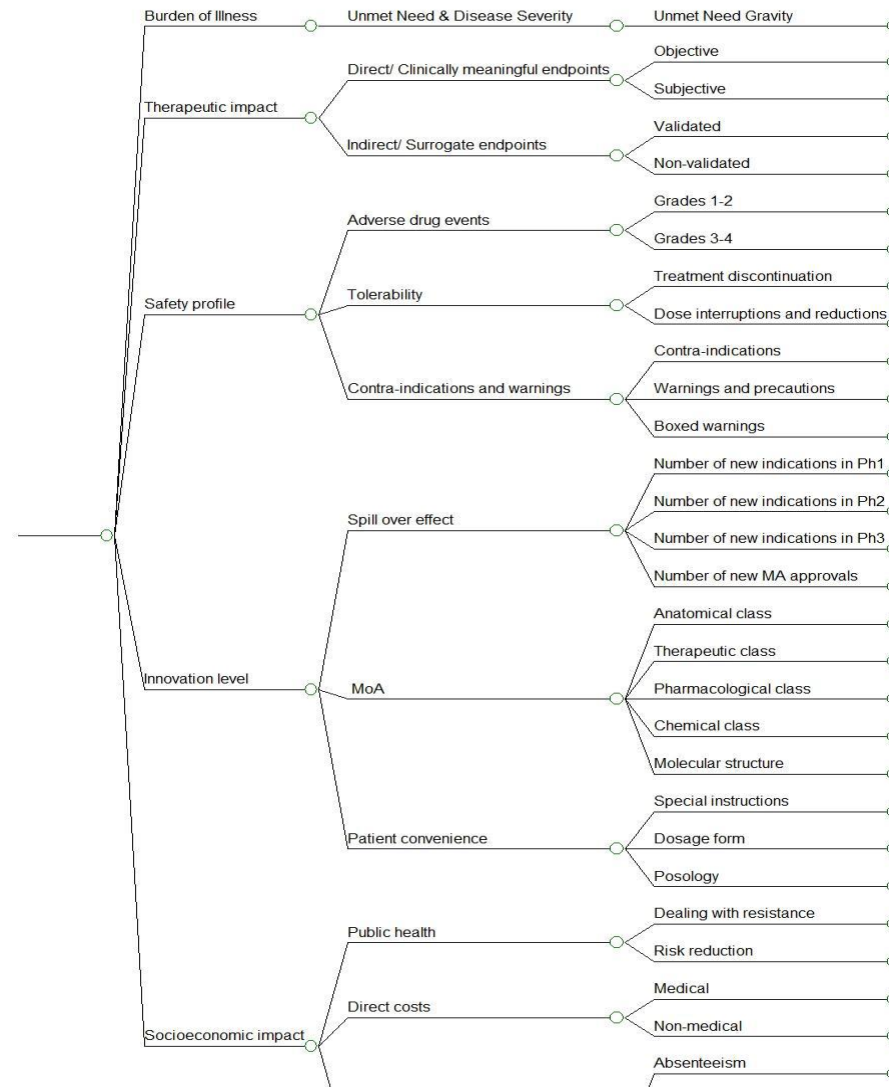 Burden of Illness
Unmet Need & Disease Severity
Unmet Need Gravity
Therapeutic impact
Direct/ Clinically meaningful endpoints
Objective
Subjective
Indirect/ Surrogate endpoints
Validated
Non-validated
Safety profile
Adverse drug events
Grades 1-2
Grades 3-4
Tolerability
Treatment discontinuation
Dose interruptions and reductions
Contra-indications and warnings
Contra-indications
Warnings and precautions
Boxed warnings
Innovation level
Spill over effect
Number of new indications in Ph1
Number of new indications in Ph2
Number of new indications in Ph3
Number of new MA approvals
MoA
Anatomical class
Therapeutic class
Pharmacological class
Chemical class
Molecular structure
Patient convenience
Special instructions
Dosage form
Posology
Socioeconomic impact
Public health
Dealing with resistance
Risk reduction
Direct costs
Medical
Non-medical
Absenteeism